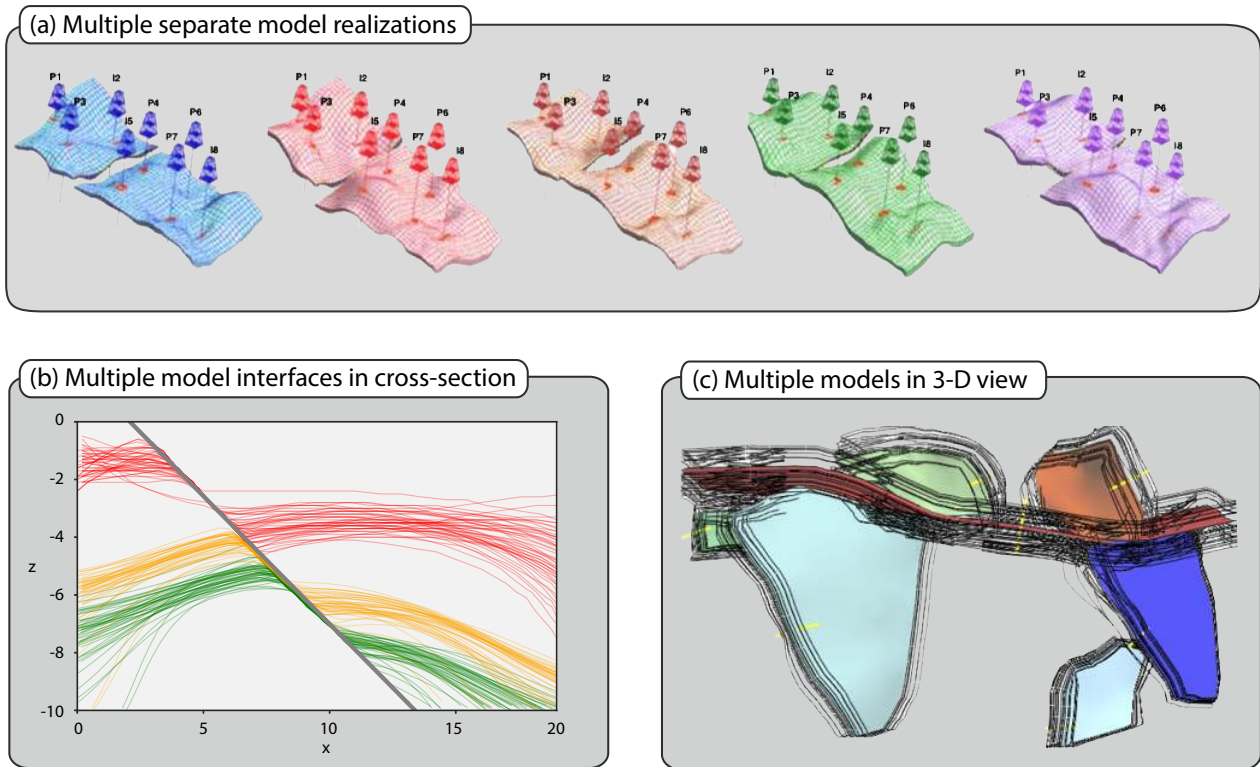 (a) Multiple separate model realizations
P1 I2 P3 P4 I5 P6 P7 I8
P1 I2 P3 P4 I5 P6 P7 I8
P1 I2 P3 P4 I5 P6 P7 I8
P1 I2 P3 P4 I5 P6 P7 I8
P1 I2 P3 P4 I5 P6 P7 I8
(b) Multiple model interfaces in cross-section
0
-2
-4
z
-6
-8
-10
0 5 10 15 20
x
(c) Multiple models in 3-D view